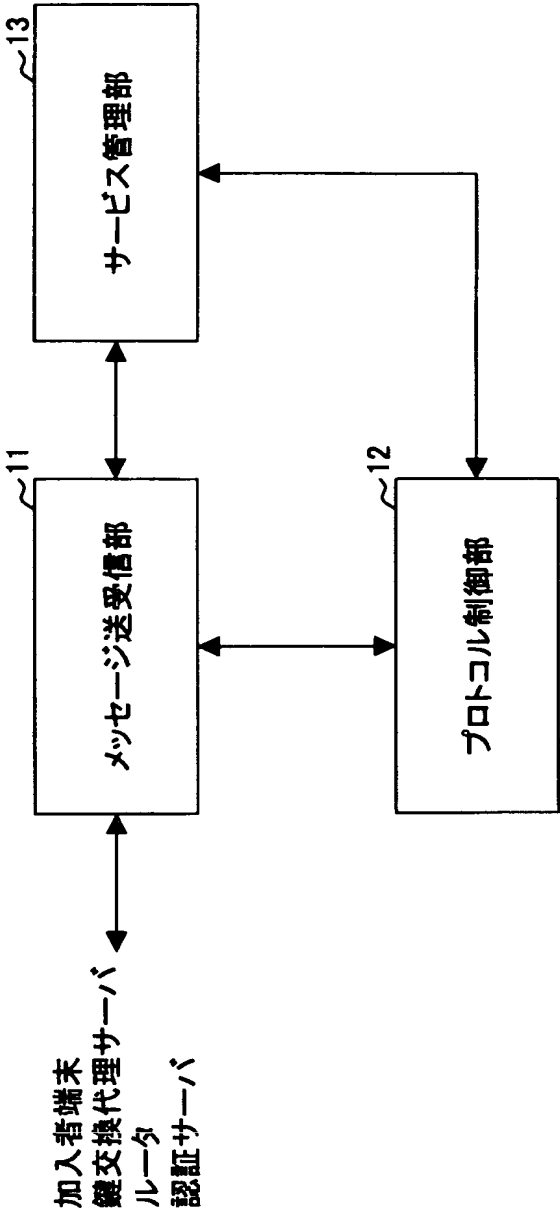 加入者端末
鍵交換代理サーバ
ルータ
認証サーバ
11
メッセージ送受信部
13
サービス管理部
12
プロトコル制御部